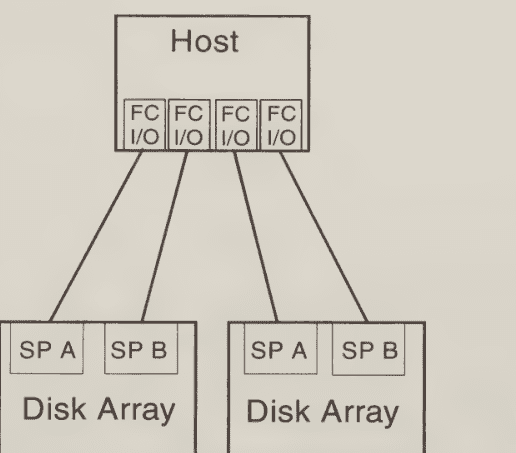 Host
FC FC FC FC
I/O I/O I/O I/O
SP A SP B SP A SP B
Disk Array Disk Array